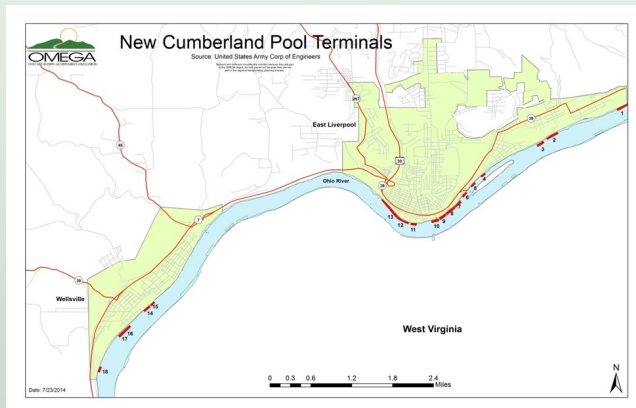 OMEGA
New Cumberland Pool Terminals
Source: United States Army Corp of Engineers
267
East Liverpool
39
1
45
30
2
3
Ohio River
39
4
5
6
7
8
9
10
11
12
13
7
39
Wellsville
15
14
16
17
18
West Virginia
N
0 0.3 0.6 1.2 1.8 2.4
Miles
Date: 7/23/2014